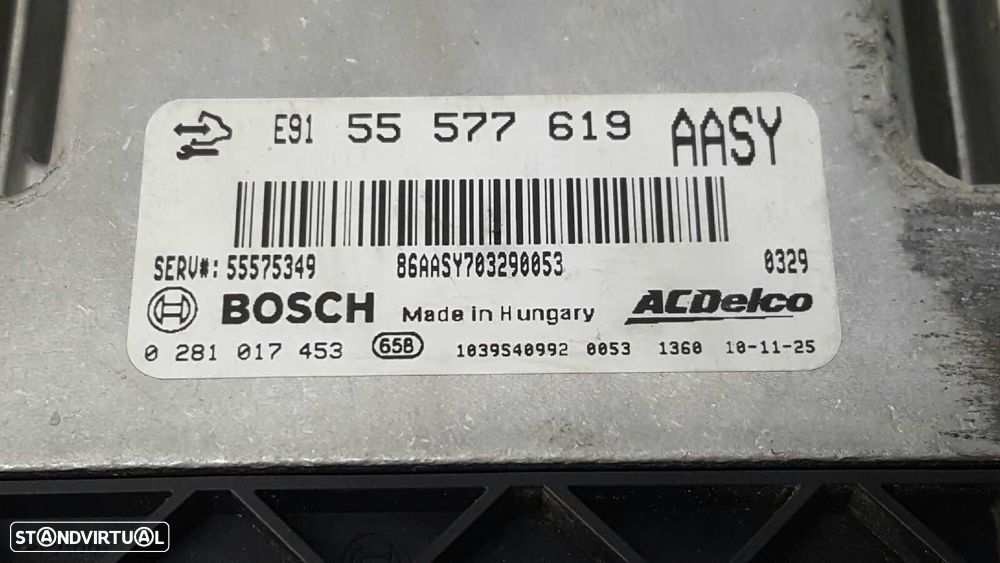 E91 55 577 619 AASY
SERV#: 55575349 86AASY703290053 0329
BOSCH Made in Hungary ACDelco
0 281 017 453 65B 1039S40992 0053 1360 10-11-25
STANDVIRTUAL